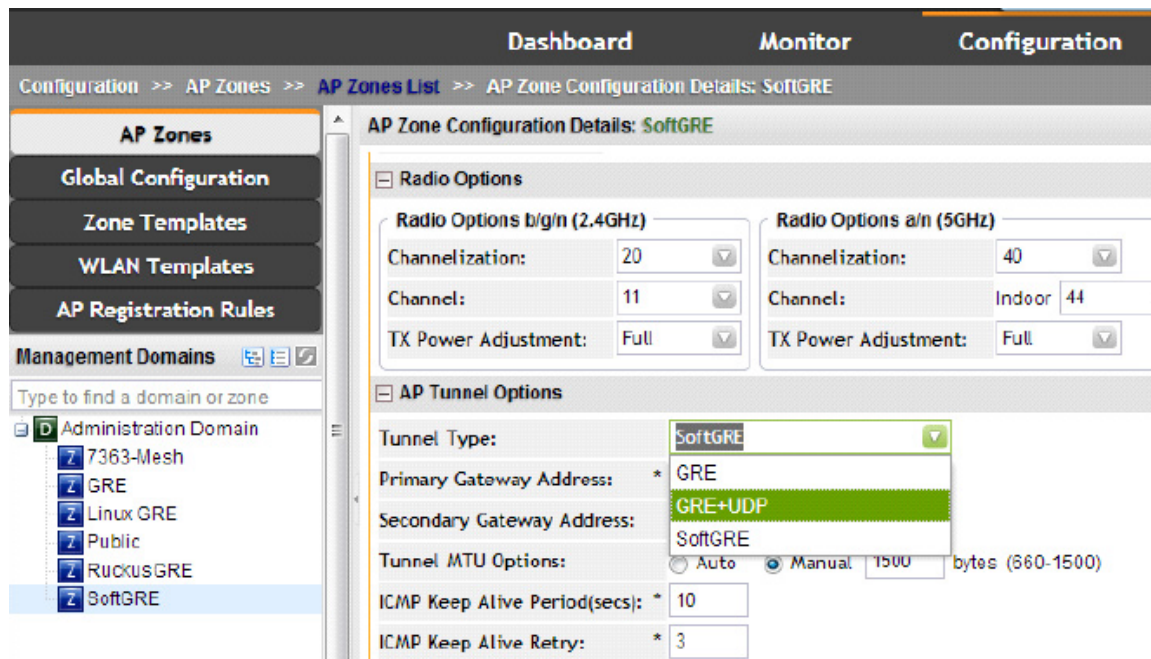 Dashboard Monitor Configuration
Configuration >> AP Zones >> AP Zones List >> AP Zone Configuration Details: SoftGRE
AP Zones
Global Configuration
Zone Templates
WLAN Templates
AP Registration Rules
Management Domains
Type to find a domain or zone
D Administration Domain
Z 7363-Mesh
Z GRE
Z Linux GRE
Z Public
Z RuckusGRE
Z SoftGRE
AP Zone Configuration Details: SoftGRE
Radio Options
Radio Options b/g/n (2.4GHz)
Channelization: 20
Channel: 11
TX Power Adjustment: Full
Radio Options a/n (5GHz)
Channelization: 40
Channel: Indoor 44
TX Power Adjustment: Full
AP Tunnel Options
Tunnel Type: SoftGRE
GRE
GRE+UDP
SoftGRE
Primary Gateway Address: *
Secondary Gateway Address:
Tunnel MTU Options: Auto Manual 1500 bytes (660-1500)
ICMP Keep Alive Period(secs): * 10
ICMP Keep Alive Retry: * 3